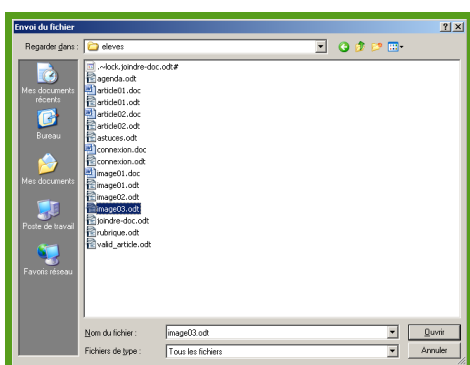 Envoi du fichier
Regarder dans :
eleves
Mes documents récents
Bureau
Mes documents
Poste de travail
Favoris réseau
.~lock.joindre-doc.odt#
agenda.odt
article01.doc
article01.odt
article02.doc
article02.odt
astuces.odt
connexion.doc
connexion.odt
image01.doc
image01.odt
image02.odt
image03.odt
joindre-doc.odt
rubrique.odt
valid_article.odt
Nom du fichier :
image03.odt
Ouvrir
Fichiers de type :
Tous les fichiers
Annuler